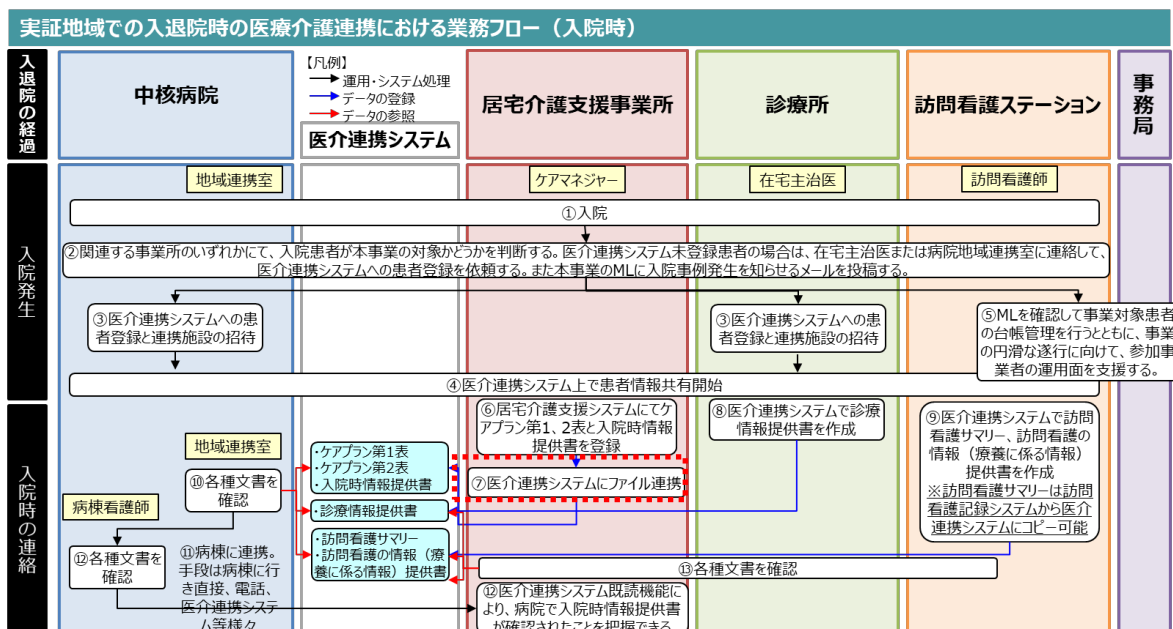 実証地域での入退院時の医療介護連携における業務フロー（入院時）
入退院の経過
中核病院
【凡例】
運用・システム処理
データの登録
データの参照
医介連携システム
居宅介護支援事業所
診療所
訪問看護ステーション
事務局
入院発生
地域連携室
ケアマネジャー
在宅主治医
訪問看護師
①入院
②関連する事業所のいずれかにて、入院患者が本事業の対象かどうかを判断する。医介連携システム未登録患者の場合は、在宅主治医または病院地域連携室に連絡して、
医介連携システムへの患者登録を依頼する。また本事業のMLに入院事例発生を知らせるメールを投稿する。
③医介連携システムへの患
者登録と連携施設の招待
③医介連携システムへの患
者登録と連携施設の招待
⑤MLを確認して事業対象患者
の台帳管理を行うとともに、事業
の円滑な遂行に向けて、参加事
業者の運用面を支援する。
④医介連携システム上で患者情報共有開始
入院時の連絡
地域連携室
⑩各種文書を
確認
病棟看護師
⑫各種文書を
確認
⑪病棟に連携。
手段は病棟に行
き直接、電話、
医介連携システ
ム等様々
・ケアプラン第1表
・ケアプラン第2表
・入院時情報提供書
・診療情報提供書
・訪問看護サマリー
・訪問看護の情報（療
養に係る情報）提供書
⑥居宅介護支援システムにてケ
アプラン第1、2表と入院時情報
提供書を登録
⑦医介連携システムにファイル連携
⑧医介連携システムで診療
情報提供書を作成
⑨医介連携システムで訪問
看護サマリー、訪問看護の
情報（療養に係る情報）
提供書を作成
※訪問看護サマリーは訪問
看護記録システムから医介
連携システムにコピー可能
⑬各種文書を確認
⑫医介連携システム既読機能に
より、病院で入院時情報提供書
が確認されたことを把握できる